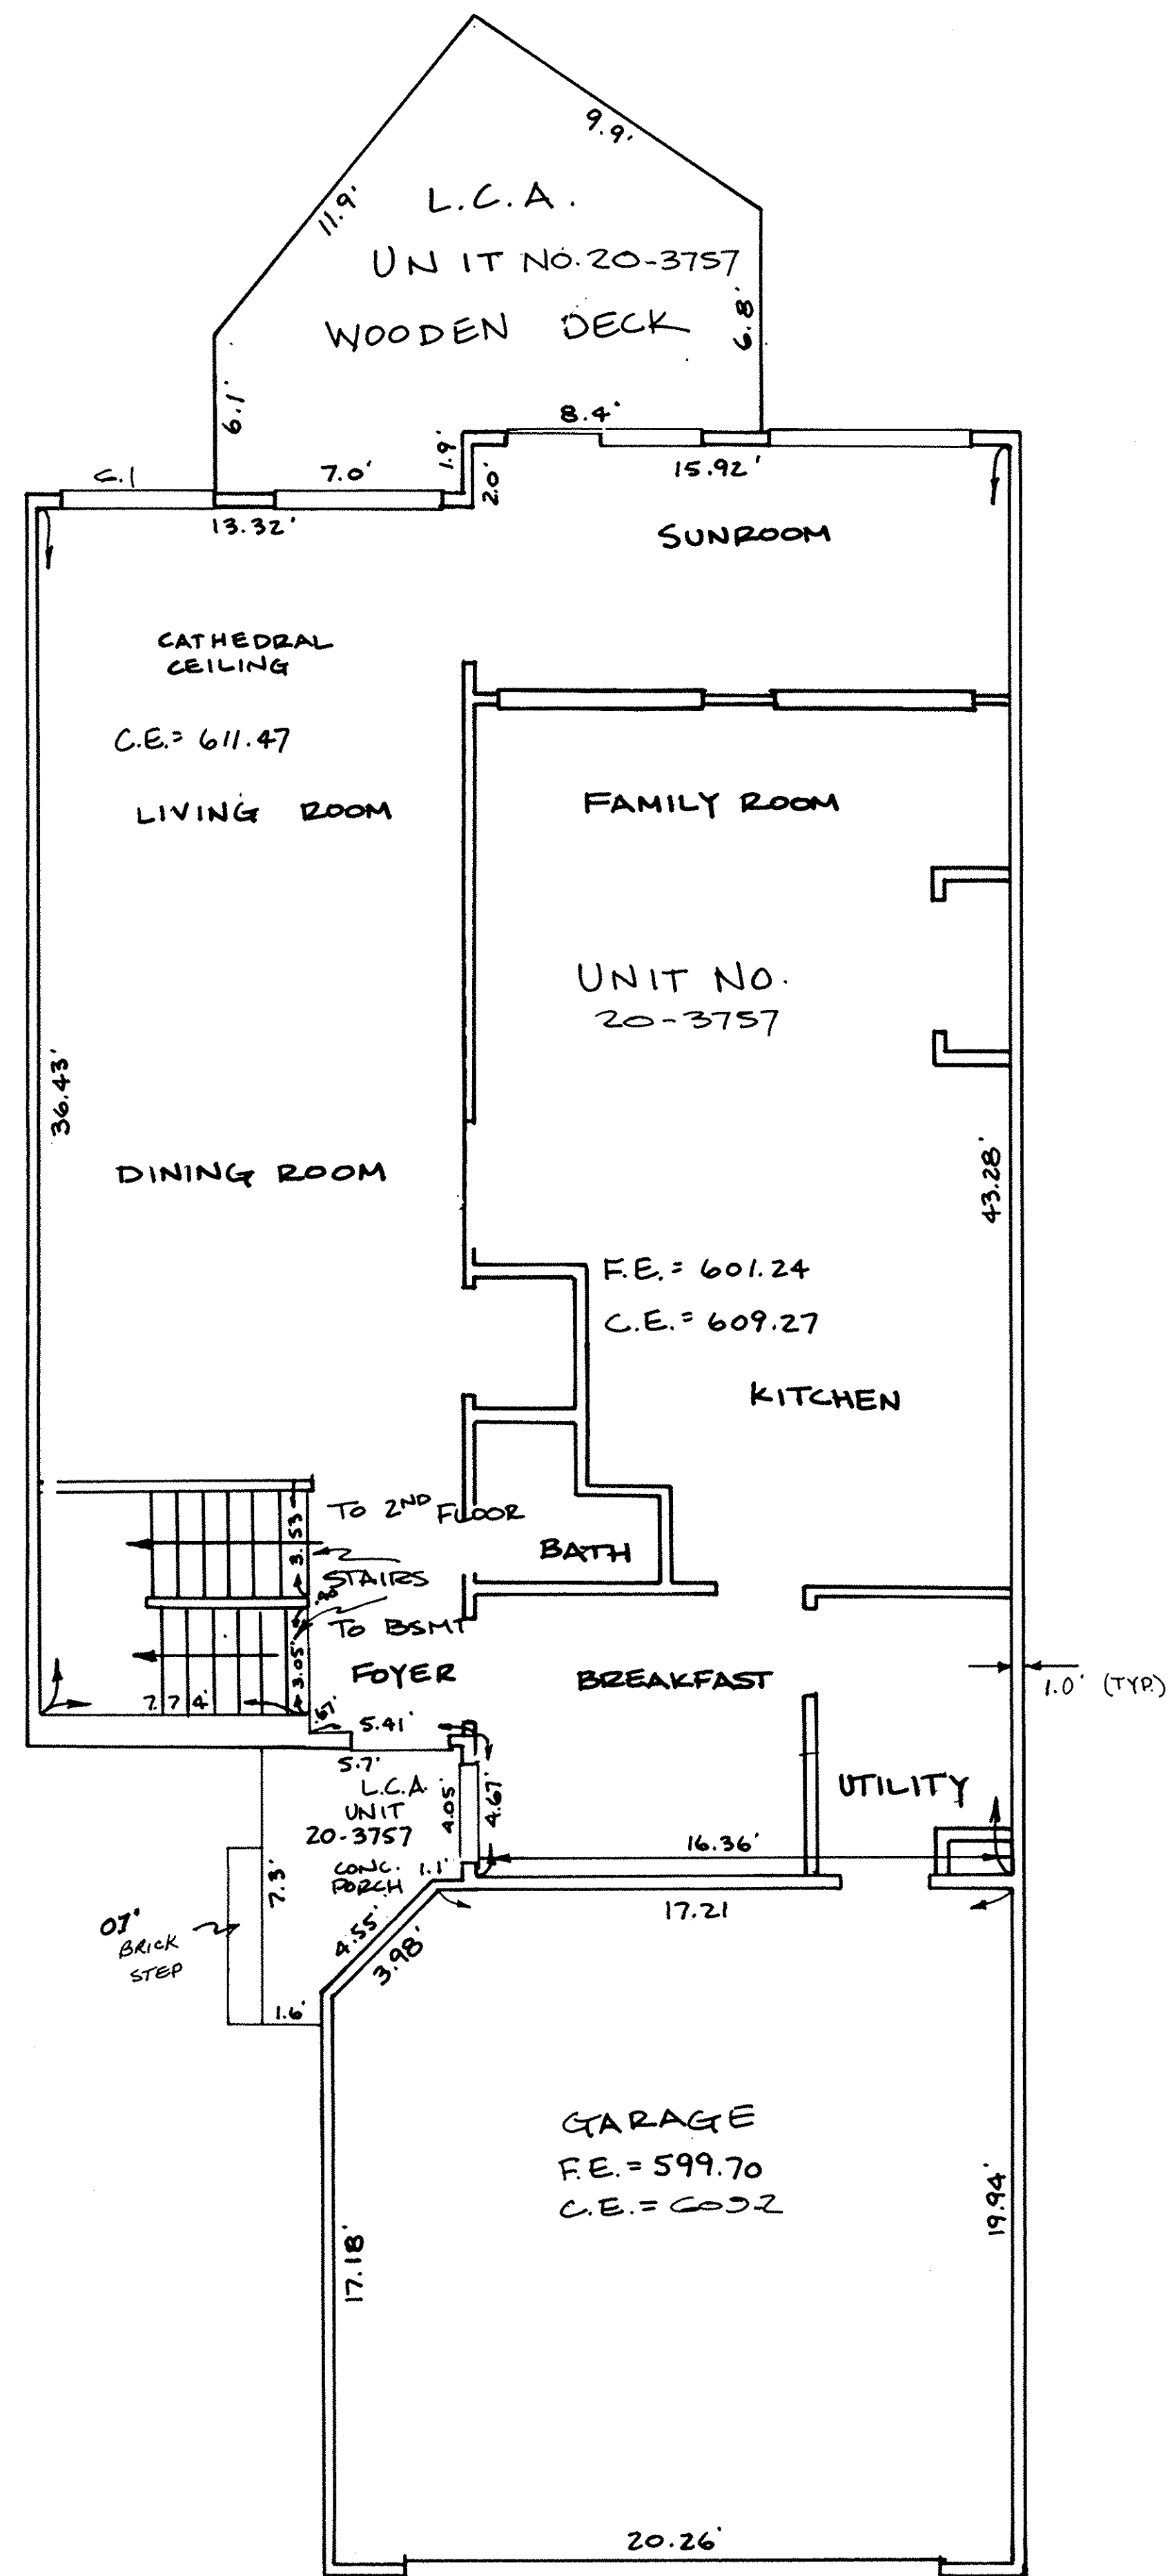 9.9'
11.9'
L.C.A.
UNIT NO. 20-3757
WOODEN DECK
6.8'
6.1'
8.4'
1.9'
7.0'
2.0'
15.92'
13.32'
SUNROOM
CATHEDRAL
CEILING
C.E. = 611.47
LIVING ROOM
FAMILY ROOM
UNIT NO.
20-3757
36.43'
43.28'
DINING ROOM
F.E. = 601.24
C.E. = 609.27
KITCHEN
3.53
TO 2ND FLOOR
BATH
STAIRS
TO BSMT
3.05'
FOYER
BREAKFAST
1.0' (TYP.)
7.74'
.67'
5.41'
5.7'
L.C.A.
UNIT
20-3757
4.05'
4.67'
UTILITY
16.36'
CONC. 1.1'
PORCH
7.3'
17.21
4.55'
3.98'
BRICK
STEP
1.6'
GARAGE
F.E. = 599.70
C.E. =
17.18'
19.94'
20.26'